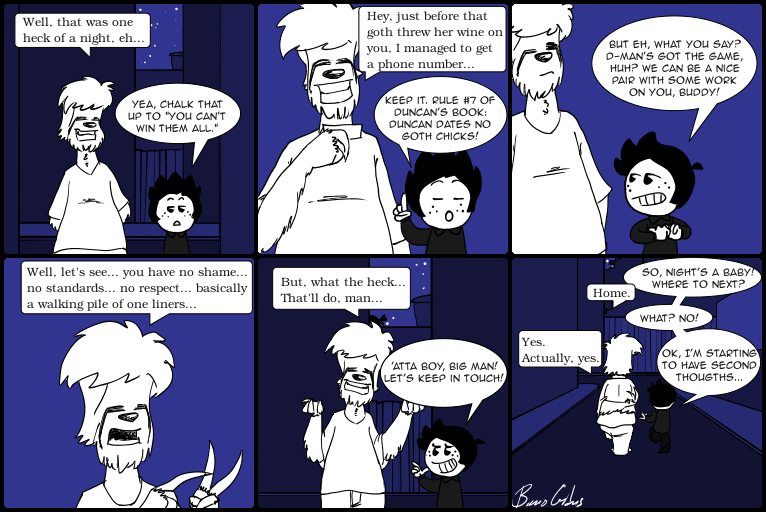 Well, that was one
heck of a night, eh...
YEA, CHALK THAT
UP TO "YOU CAN'T
WIN THEM ALL."
Hey, just before that
goth threw her wine on
you, I managed to get
a phone number...
KEEP IT. RULE #7 OF
DUNCAN'S BOOK:
DUNCAN DATES NO
GOTH CHICKS!
BUT EH, WHAT YOU SAY?
D-MAN'S GOT THE GAME,
HUH? WE CAN BE A NICE
PAIR WITH SOME WORK
ON YOU, BUDDY!
Well, let's see... you have no shame...
no standards... no respect... basically
a walking pile of one liners...
But, what the heck...
That'll do, man...
'ATTA BOY, BIG MAN!
LET'S KEEP IN TOUCH!
SO, NIGHT'S A BABY!
WHERE TO NEXT?
Home.
WHAT? NO!
Yes.
Actually, yes.
OK, I'M STARTING
TO HAVE SECOND
THOUGTHS...